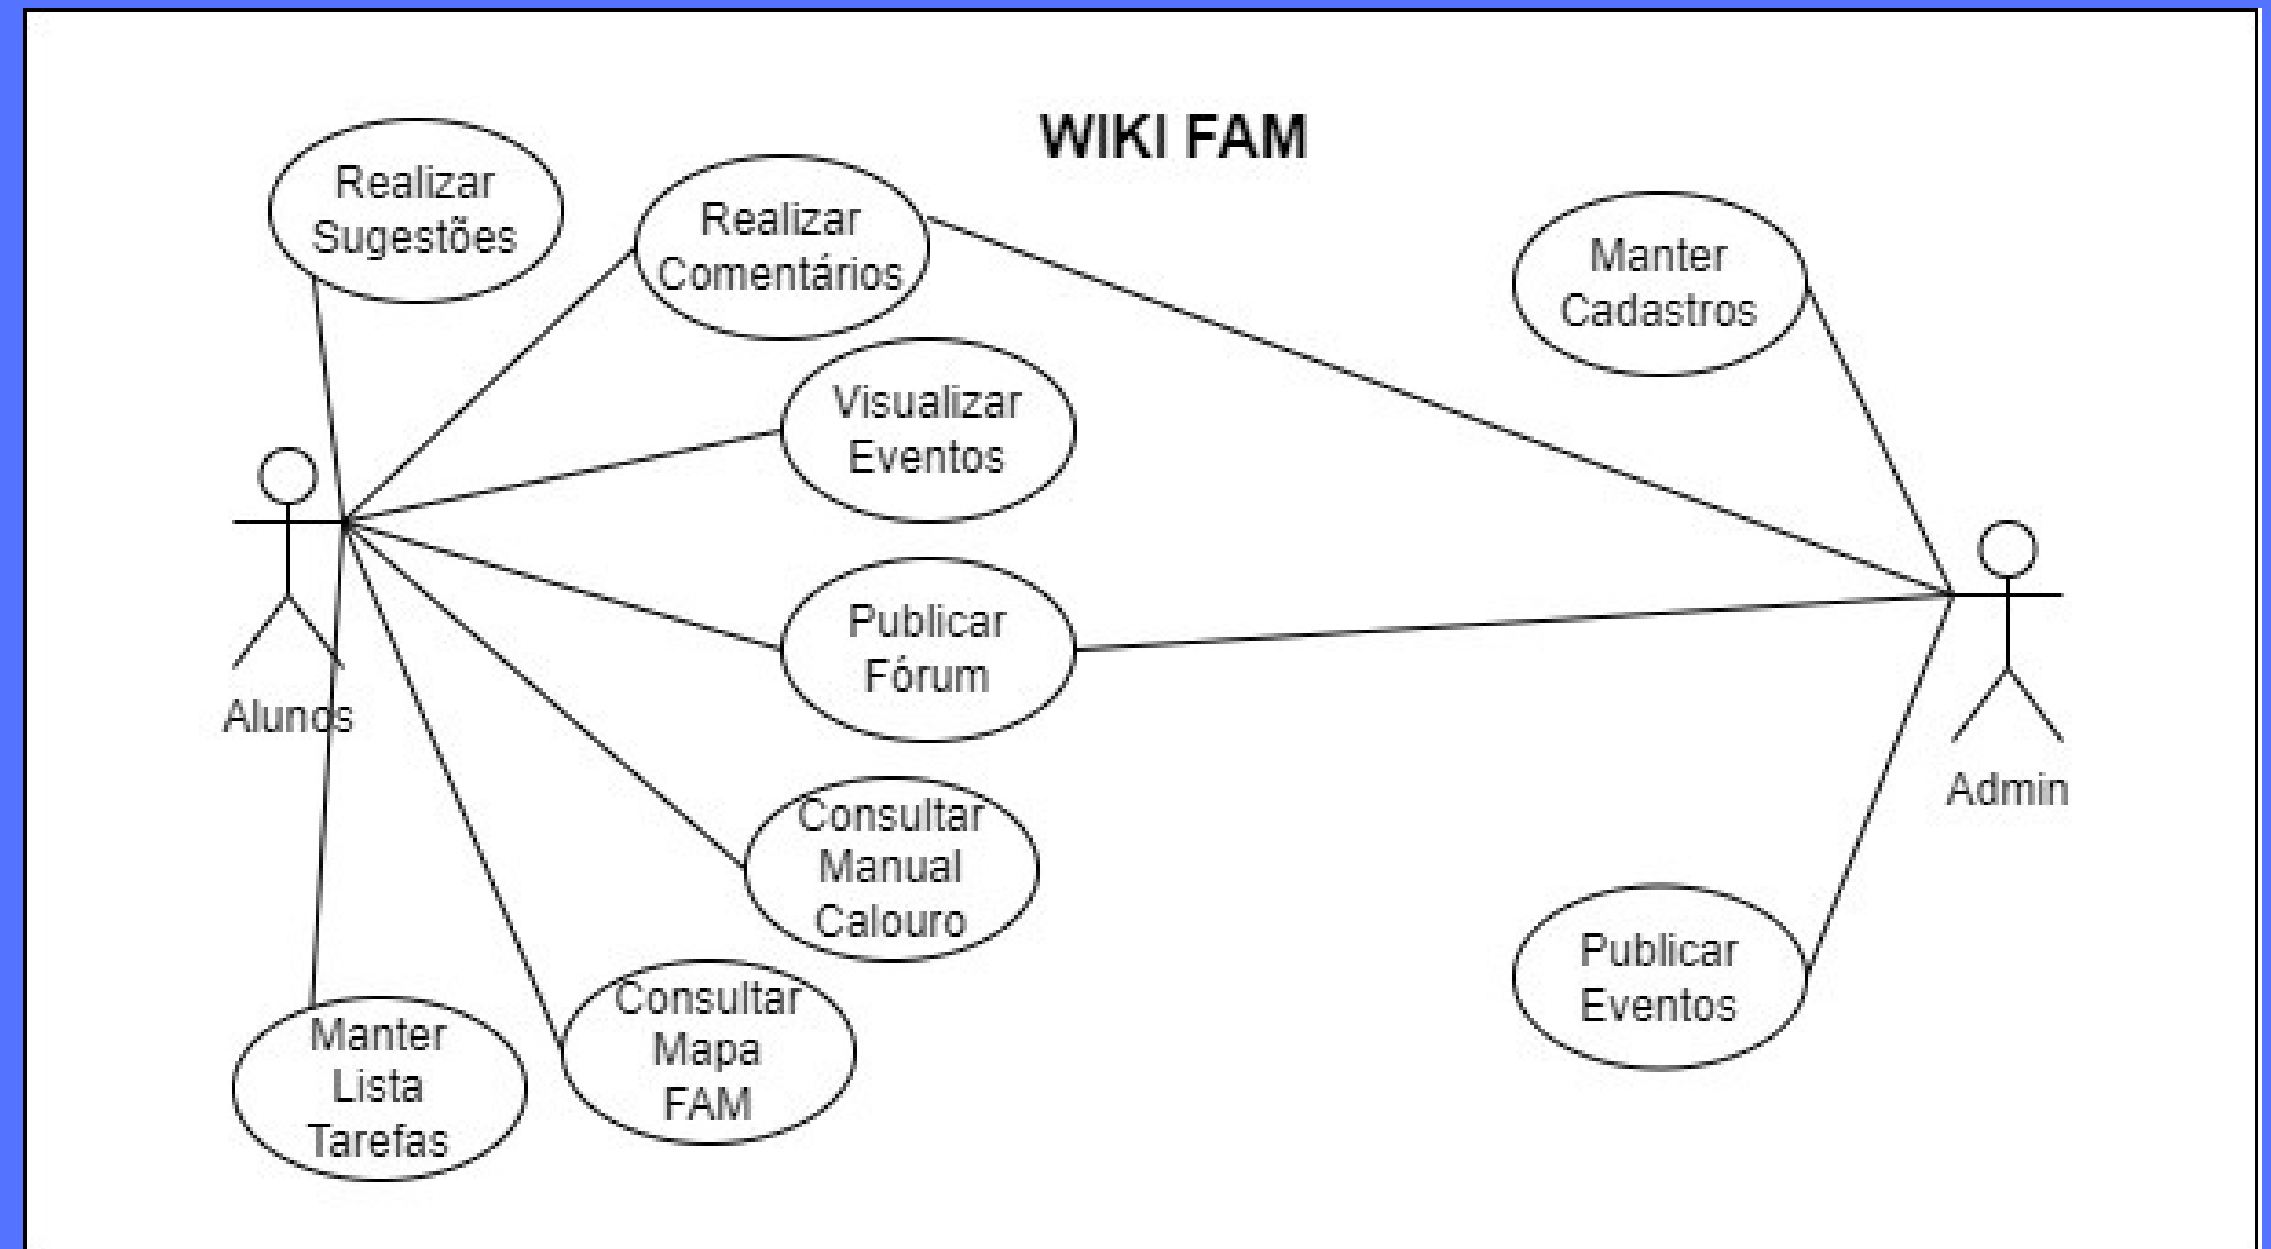 WIKI FAM
Realizar
Sugestões
Realizar
Comentários
Manter
Cadastros
Visualizar
Eventos
Publicar
Fórum
Alunos
Admin
Consultar
Manual
Calouro
Publicar
Eventos
Consultar
Mapa
FAM
Manter
Lista
Tarefas